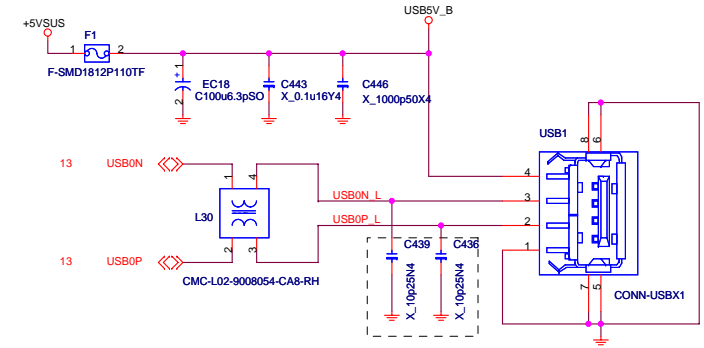 +5VSUS
USB5V_B
F1
1
2
F-SMD1812P110TF
+
1
2
EC18
C100u6.3pSO
C443
X_0.1u16Y4
C446
X_1000p50X4
USB1
8
6
13
USB0N
1
4
4
USB0N_L
3
L30
USB0P_L
2
2
3
1
13
USB0P
C439
C436
X_10p25N4
X_10p25N4
CMC-L02-9008054-CA8-RH
7
5
CONN-USBX1